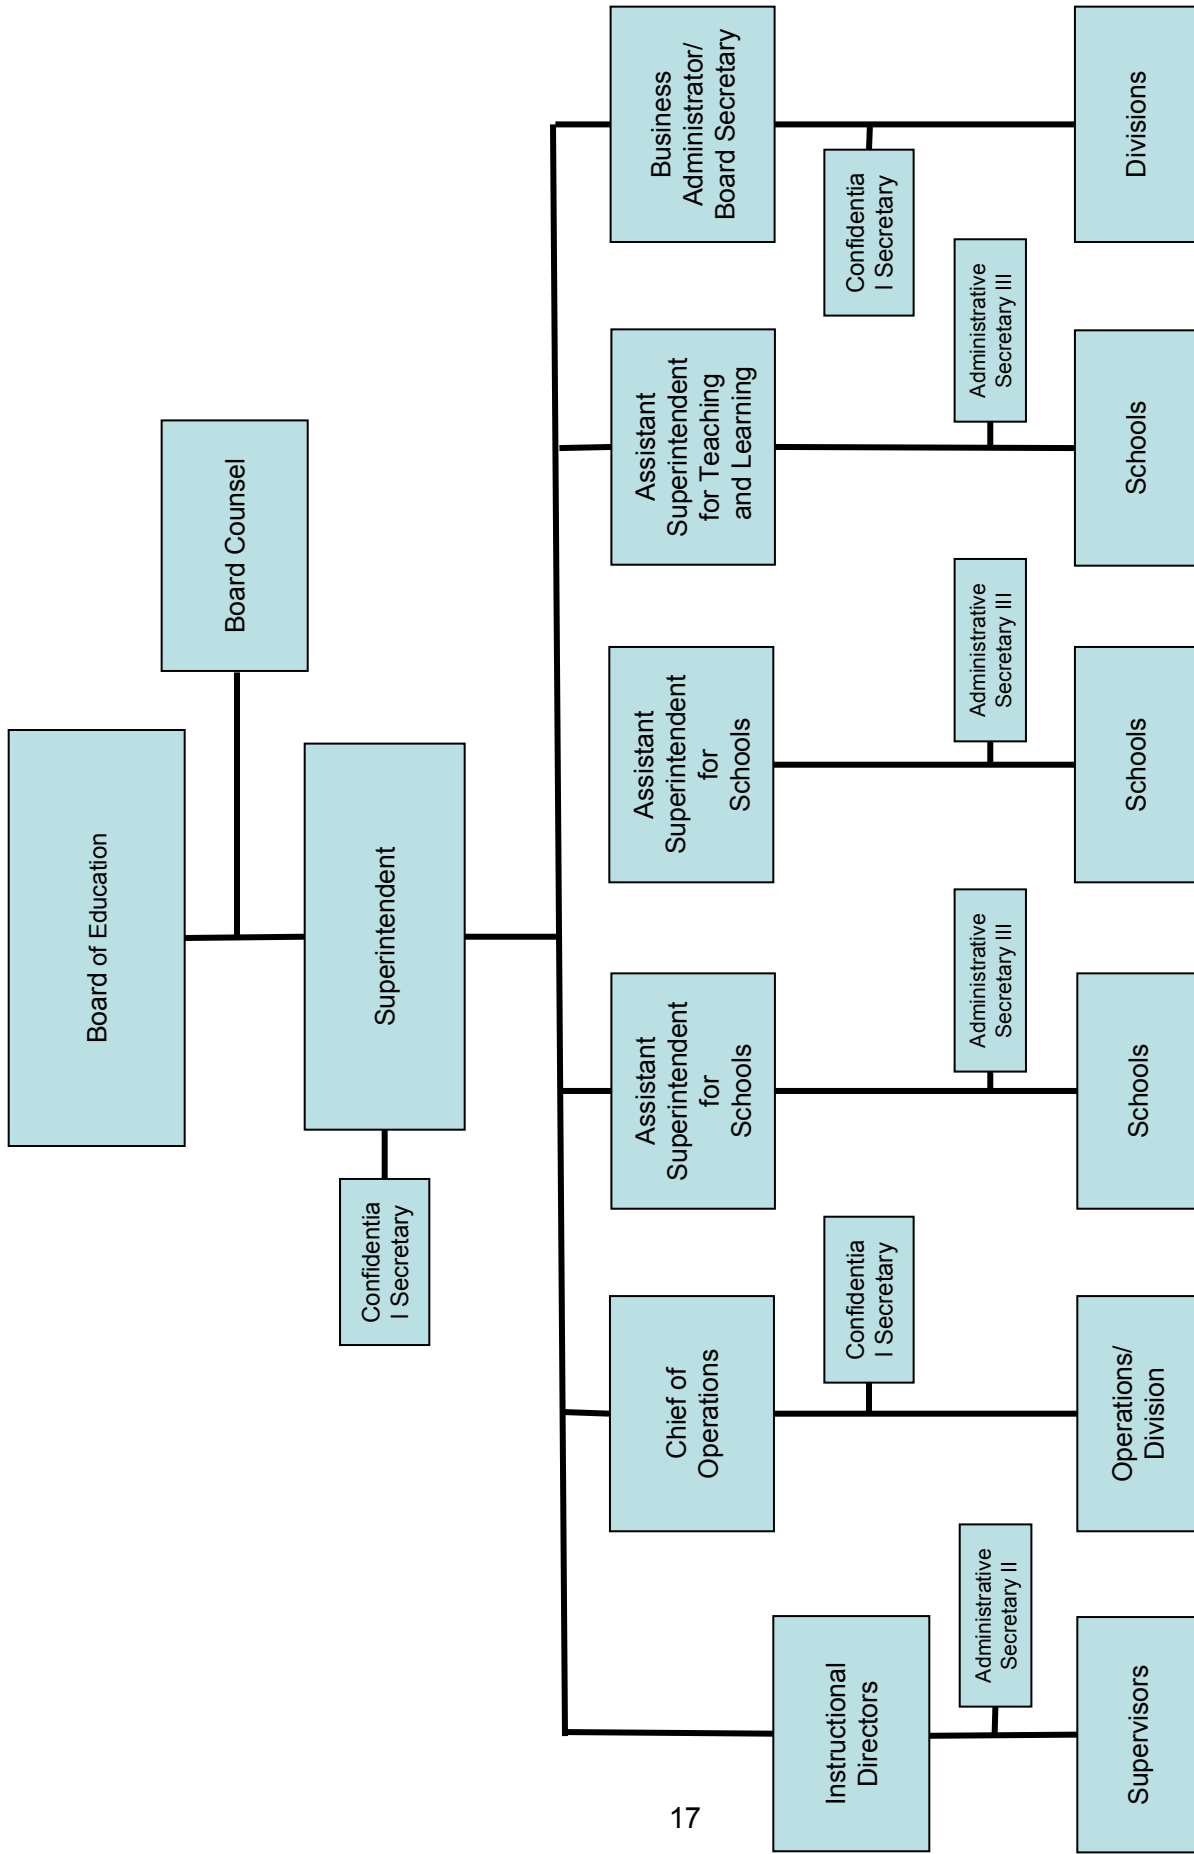 Board of Education
Board Counsel
Superintendent
Confidentia
l Secretary
Instructional
Directors
Chief of
Operations
Assistant
Superintendent
for
Schools
Assistant
Superintendent
for
Schools
Assistant
Superintendent
for Teaching
and Learning
Business
Administrator/
Board Secretary
Confidentia
l Secretary
Confidentia
l Secretary
Administrative
Secretary II
Administrative
Secretary III
Administrative
Secretary III
Administrative
Secretary III
Supervisors
Operations/
Division
Schools
Schools
Schools
Divisions
17